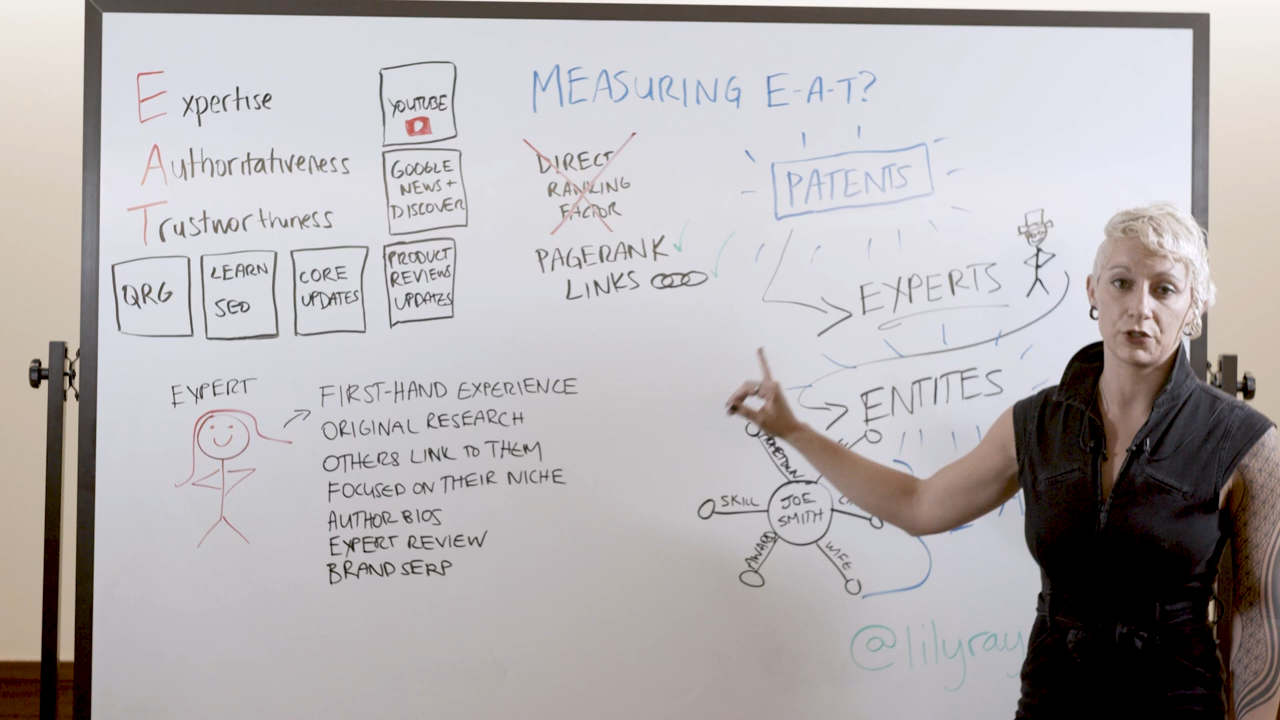 Expertise
Authoritativeness
Trustworthiness
QRG
LEARN
SEO
CORE
UPDATES
YOUTUBE
GOOGLE
NEWS +
DISCOVER
PRODUCT
REVIEWS
UPDATES
EXPERT
FIRST-HAND EXPERIENCE
ORIGINAL RESEARCH
OTHERS LINK TO THEM
FOCUSED ON THEIR NICHE
AUTHOR BIOS
EXPERT REVIEW
BRAND SERP
MEASURING E-A-T?
DIRECT
RANKING
FACTOR
PAGERANK
LINKS
PATENTS
EXPERTS
ENTITES
HOMETOWN
SKILL
JOE
SMITH
AWARD
WIFE
@lilyray